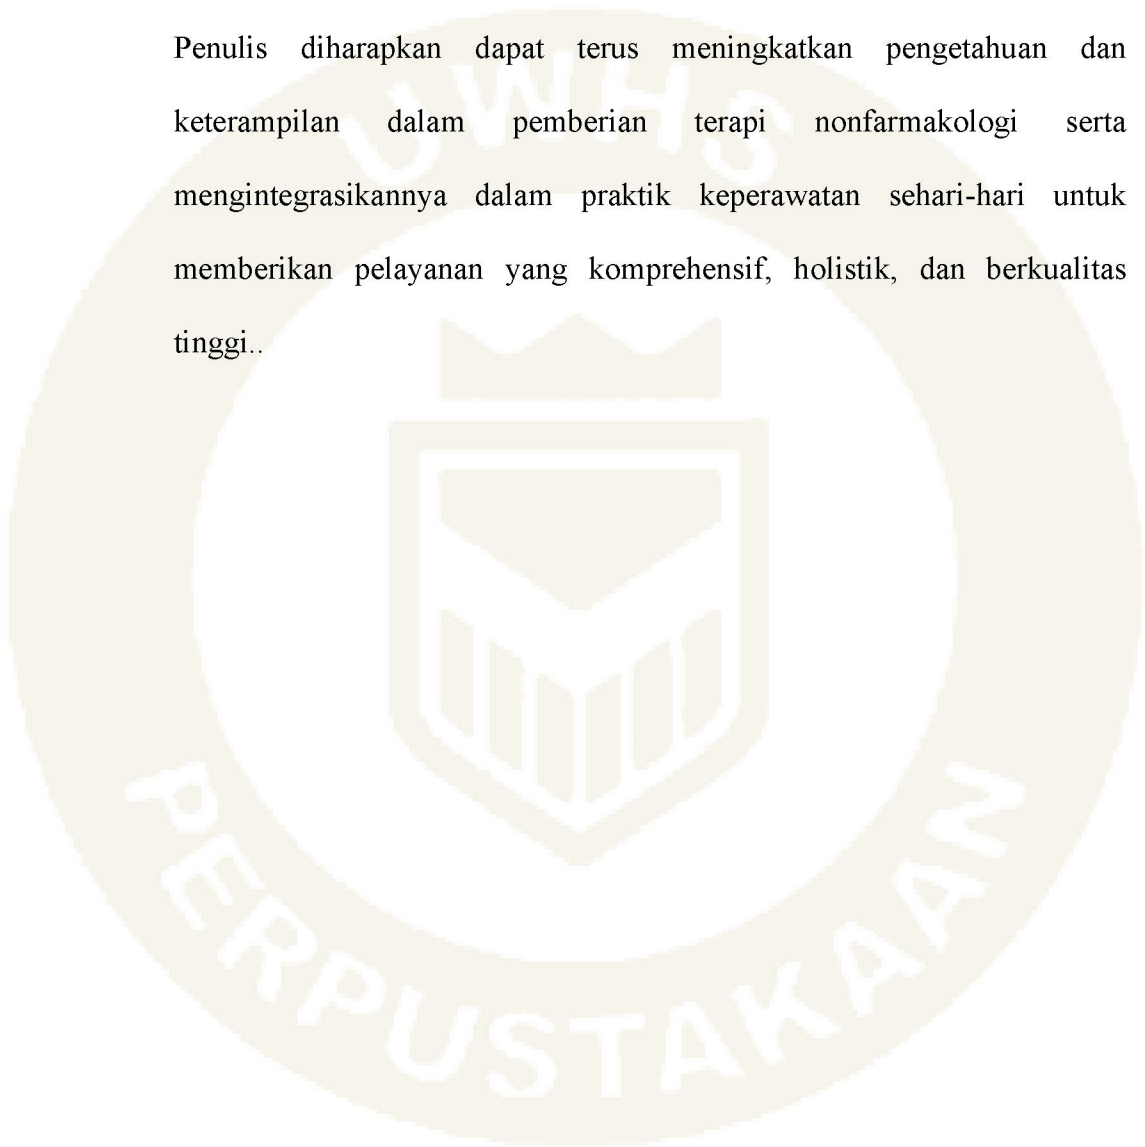 Penulis diharapkan dapat terus meningkatkan pengetahuan dan
keterampilan dalam pemberian terapi nonfarmakologi serta
mengintegrasikannya dalam praktik keperawatan sehari-hari untuk
memberikan pelayanan yang komprehensif, holistik, dan berkualitas
tinggi..
UWHS
PERPUSTAKAAN